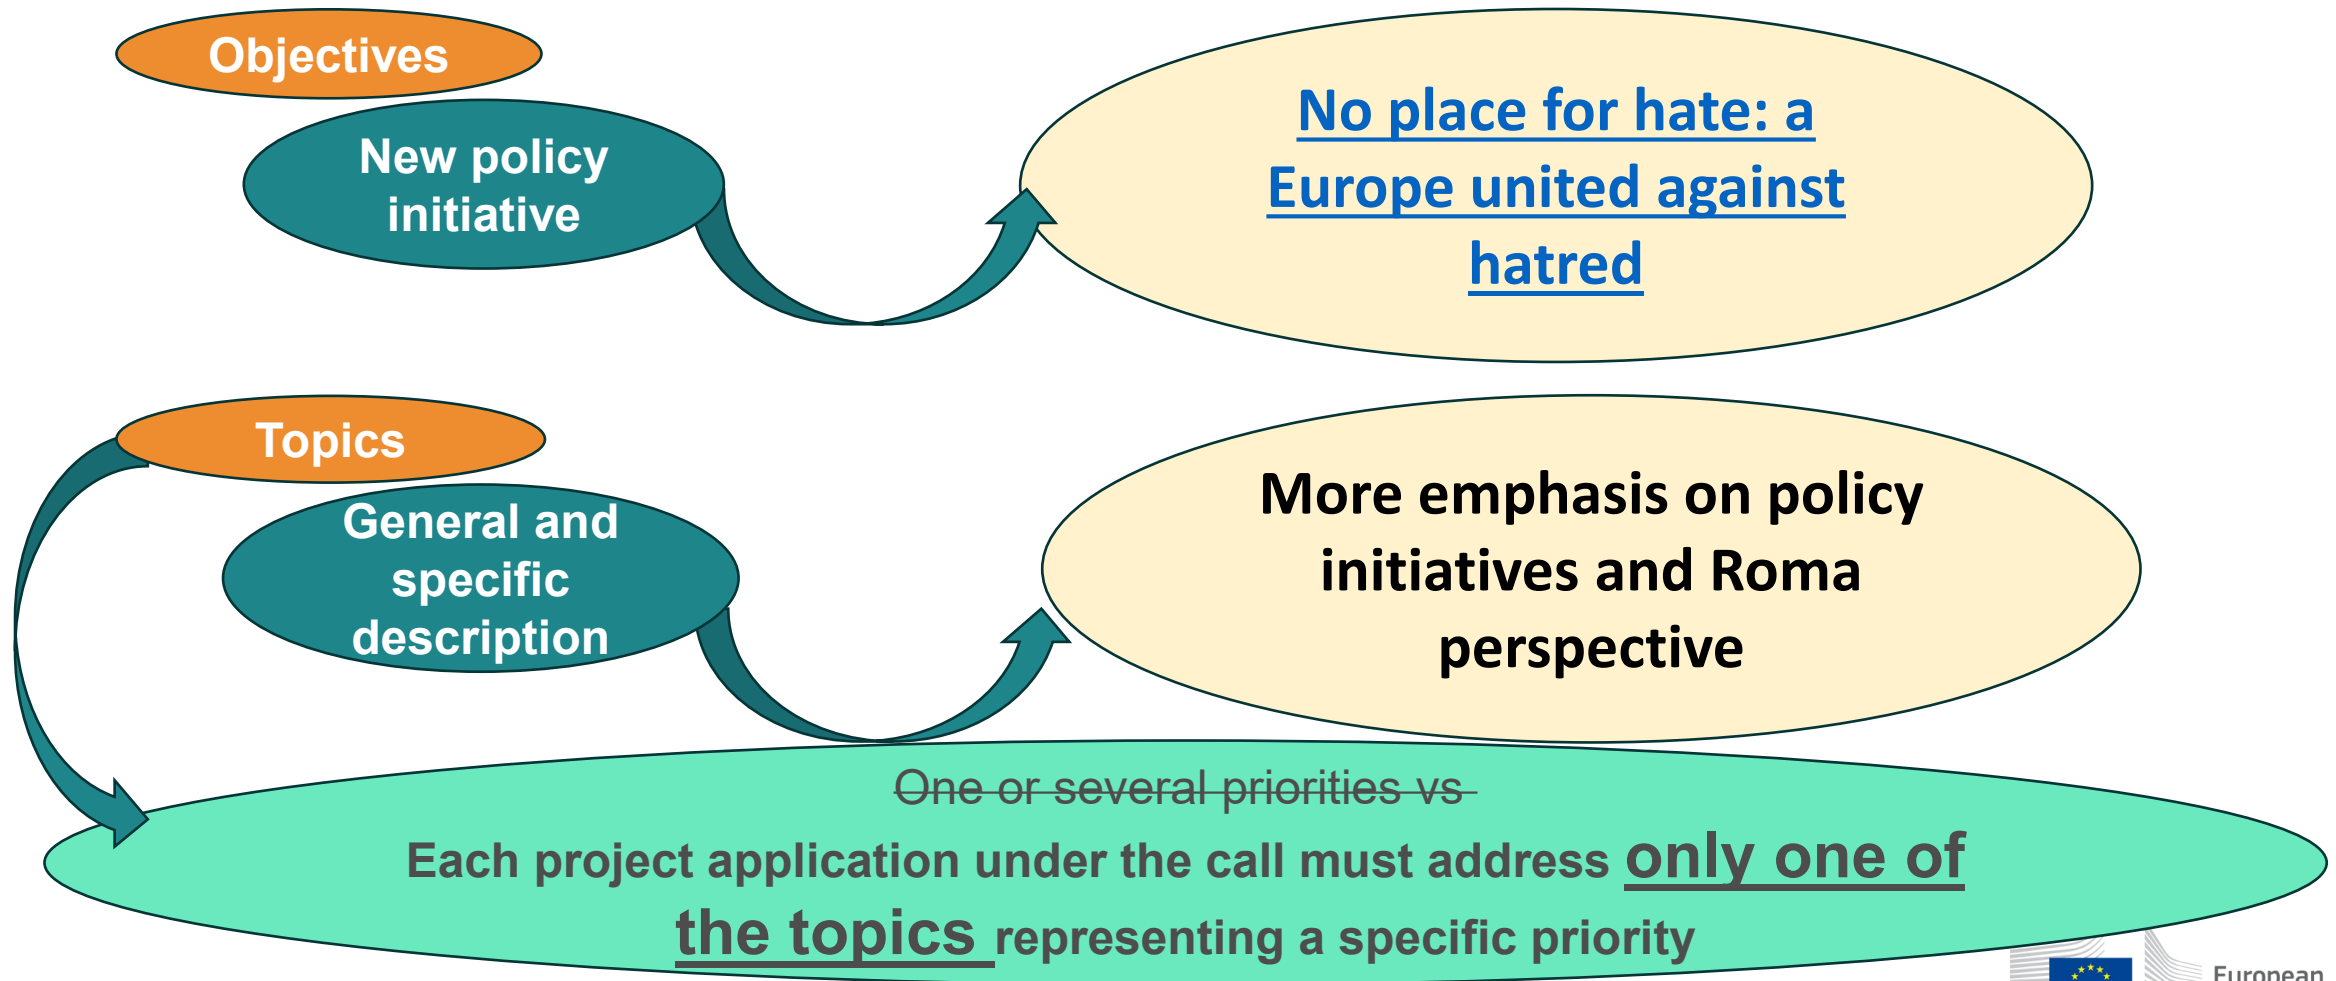 Objectives
New policy
initiative
No place for hate: a
Europe united against
hatred
Topics
General and
specific
description
More emphasis on policy
initiatives and Roma
perspective
One or several priorities vs
Each project application under the call must address only one of
the topics representing a specific priority
European